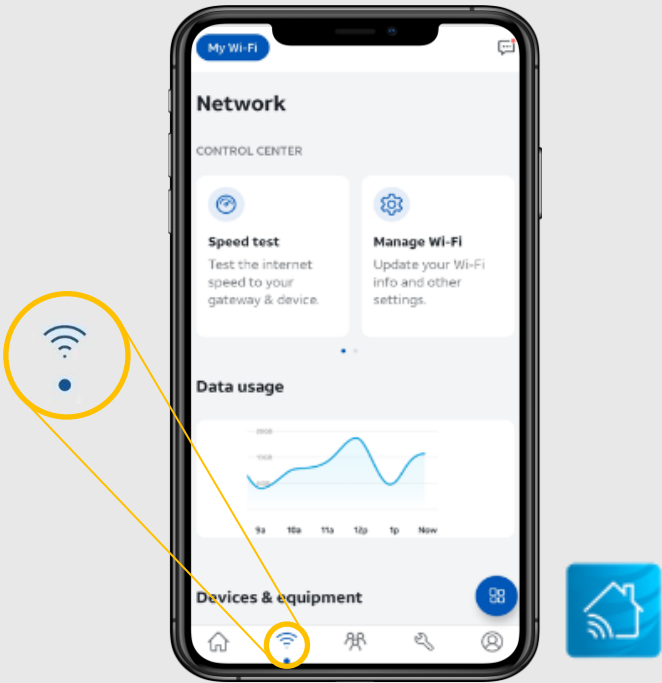 My Wi-Fi
Network
CONTROL CENTER
Speed test
Test the internet
speed to your
gateway & device.
Manage Wi-Fi
Update your Wi-Fi
info and other
settings.
Data usage
9a 10a 11a 12p 1p Now
Devices & equipment